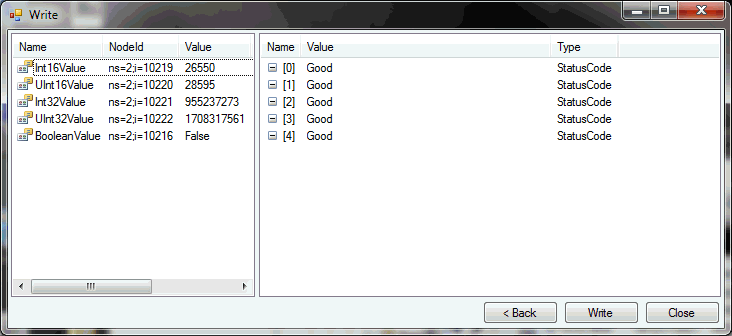 Write
Name NodeId Value
Int16Value ns=2;i=10219 26550
UInt16Value ns=2;i=10220 28595
Int32Value ns=2;i=10221 955237273
UInt32Value ns=2;i=10222 1708317561
BooleanValue ns=2;i=10216 False
Name Value Type
[0] Good StatusCode
[1] Good StatusCode
[2] Good StatusCode
[3] Good StatusCode
[4] Good StatusCode
< Back Write Close